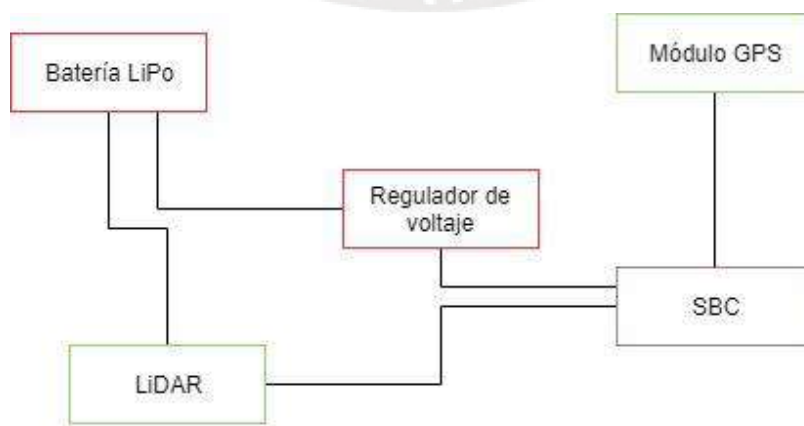 Módulo GPS
Batería LiPo
Regulador de
voltaje
SBC
LiDAR